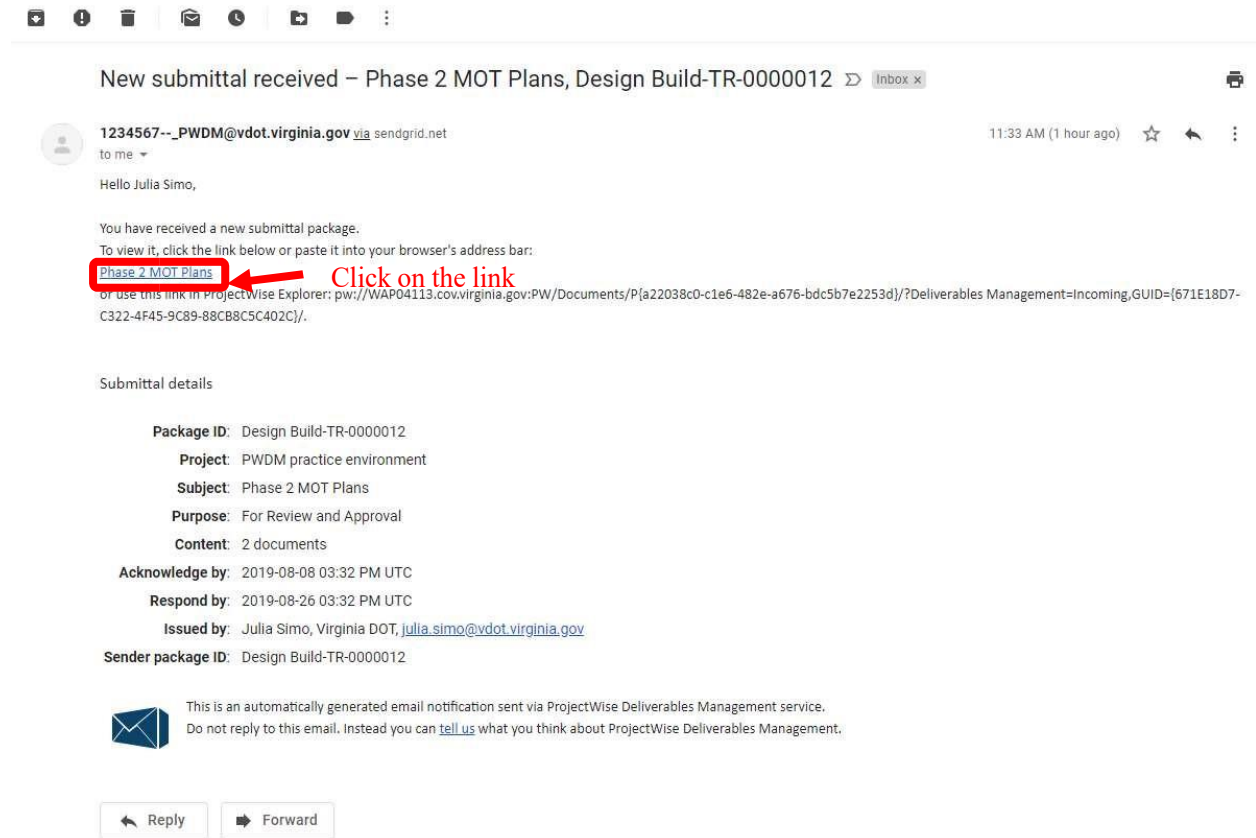 New submittal received – Phase 2 MOT Plans, Design Build-TR-0000012 Inbox x
1234567--_PWDM@vdot.virginia.gov via sendgrid.net 11:33 AM (1 hour ago)
to me
Hello Julia Simo,
You have received a new submittal package.
To view it, click the link below or paste it into your browser's address bar:
Phase 2 MOT Plans Click on the link
or use this link in ProjectWise Explorer: pw://WAP04113.cov.virginia.gov:PW/Documents/P{a22038c0-c1e6-482e-a676-bdc5b7e2253d}/?Deliverables Management=Incoming,GUID={671E18D7-
C322-4F45-9C89-88CB8C5C402C}/.
Submittal details
Package ID: Design Build-TR-0000012
Project: PWDM practice environment
Subject: Phase 2 MOT Plans
Purpose: For Review and Approval
Content: 2 documents
Acknowledge by: 2019-08-08 03:32 PM UTC
Respond by: 2019-08-26 03:32 PM UTC
Issued by: Julia Simo, Virginia DOT, julia.simo@vdot.virginia.gov
Sender package ID: Design Build-TR-0000012
This is an automatically generated email notification sent via ProjectWise Deliverables Management service.
Do not reply to this email. Instead you can tell us what you think about ProjectWise Deliverables Management.
Reply Forward